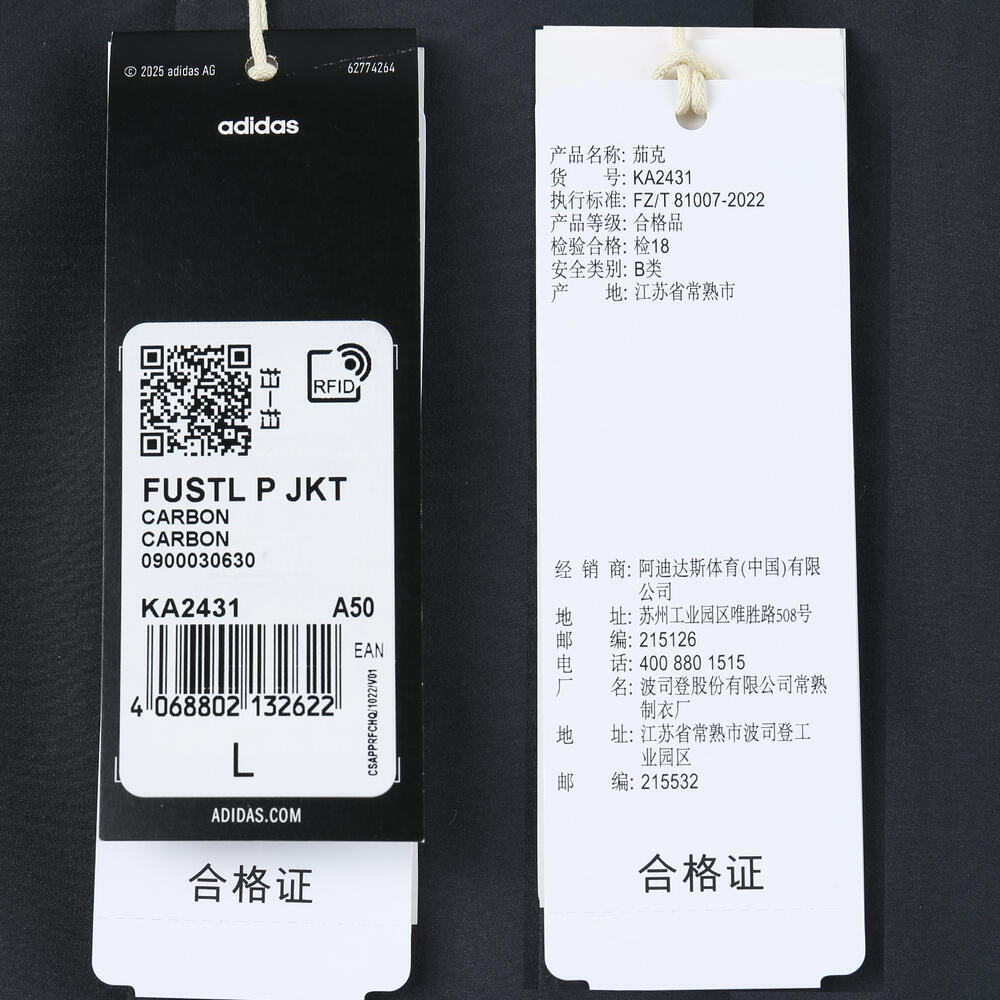 © 2025 adidas AG
62774264
adidas
扫一扫
RFID
FUSTL P JKT
CARBON
CARBON
0900030630
KA2431 A50
EAN
4 068802 132622
CSAPPRFCHQ/1022/V01
L
ADIDAS.COM
合格证
产品名称: 茄克
货 号: KA2431
执行标准: FZ/T 81007-2022
产品等级: 合格品
检验合格: 检18
安全类别: B类
产 地: 江苏省常熟市
经 销 商: 阿迪达斯体育(中国)有限
公司
地 址: 苏州工业园区唯胜路508号
邮 编: 215126
电 话: 400 880 1515
厂 名: 波司登股份有限公司常熟
制衣厂
地 址: 江苏省常熟市波司登工
业园区
邮 编: 215532
合格证